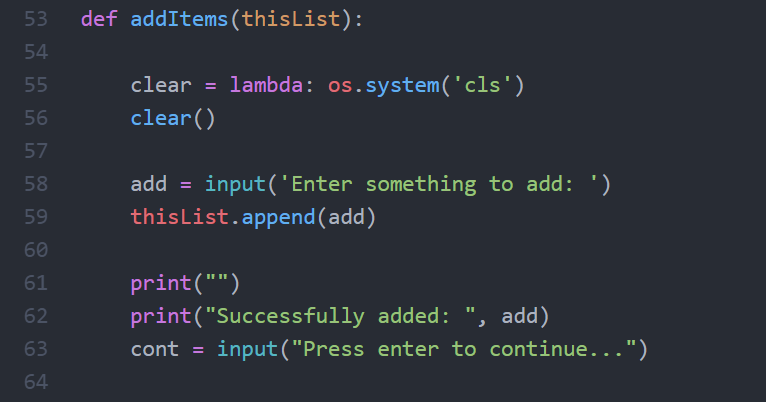 53 def addItems(thisList):
54
55 clear = lambda: os.system('cls')
56 clear()
57
58 add = input('Enter something to add: ')
59 thisList.append(add)
60
61 print("")
62 print("Successfully added: ", add)
63 cont = input("Press enter to continue...")
64